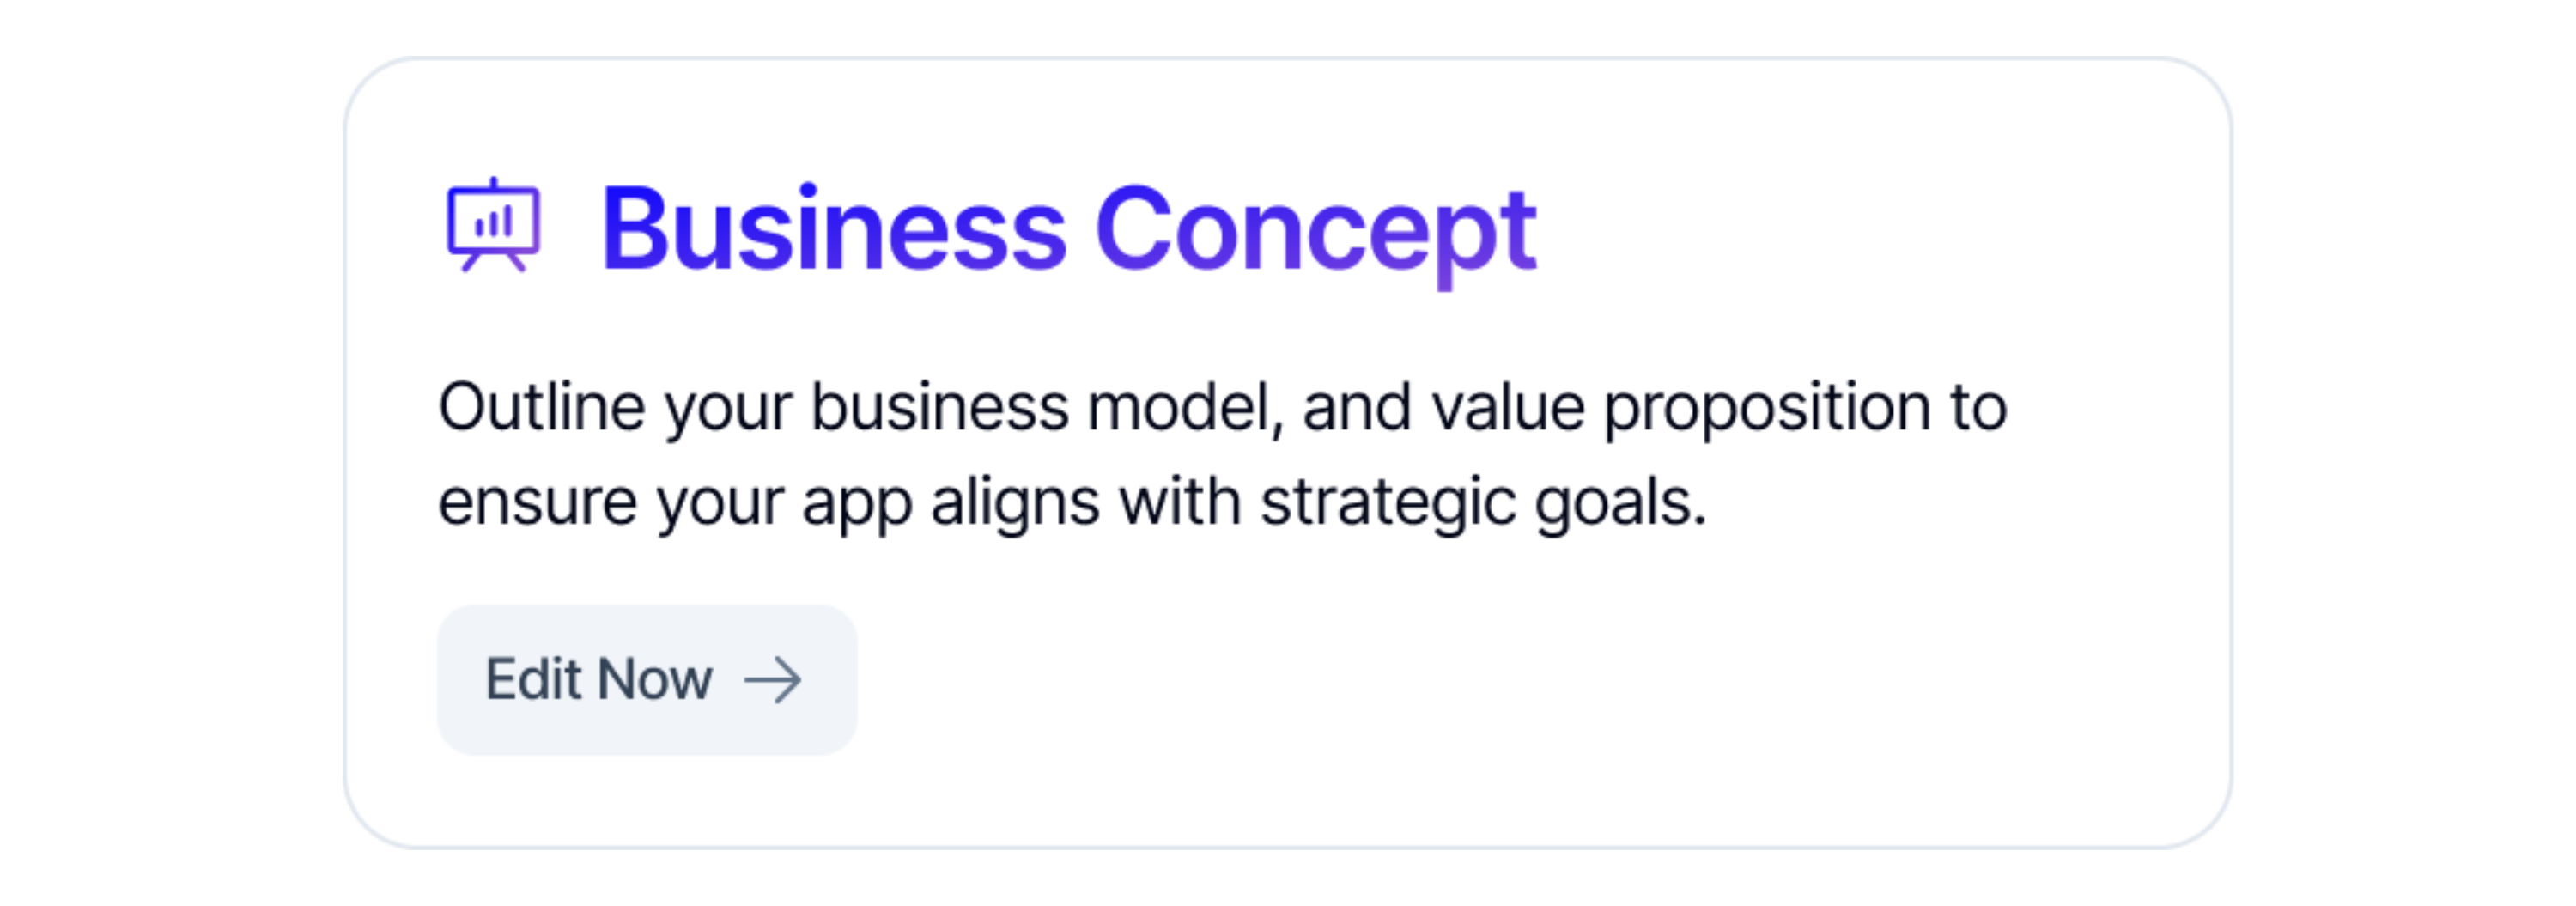 Business Concept
Outline your business model, and value proposition to
ensure your app aligns with strategic goals.
Edit Now